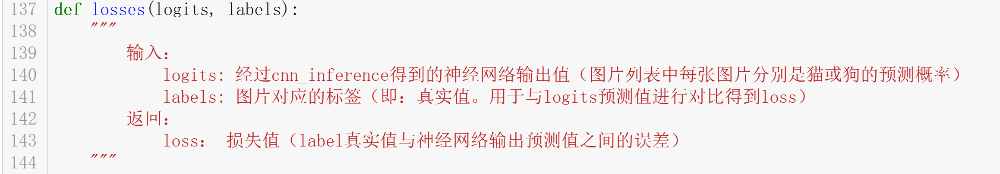 137 def losses(logits, labels):
138 """
139 输入：
140 logits: 经过cnn_inference得到的神经网络输出值（图片列表中每张图片分别是猫或狗的预测概率）
141 labels: 图片对应的标签（即：真实值。用于与logits预测值进行对比得到loss）
142 返回：
143 loss： 损失值（label真实值与神经网络输出预测值之间的误差）
144 """